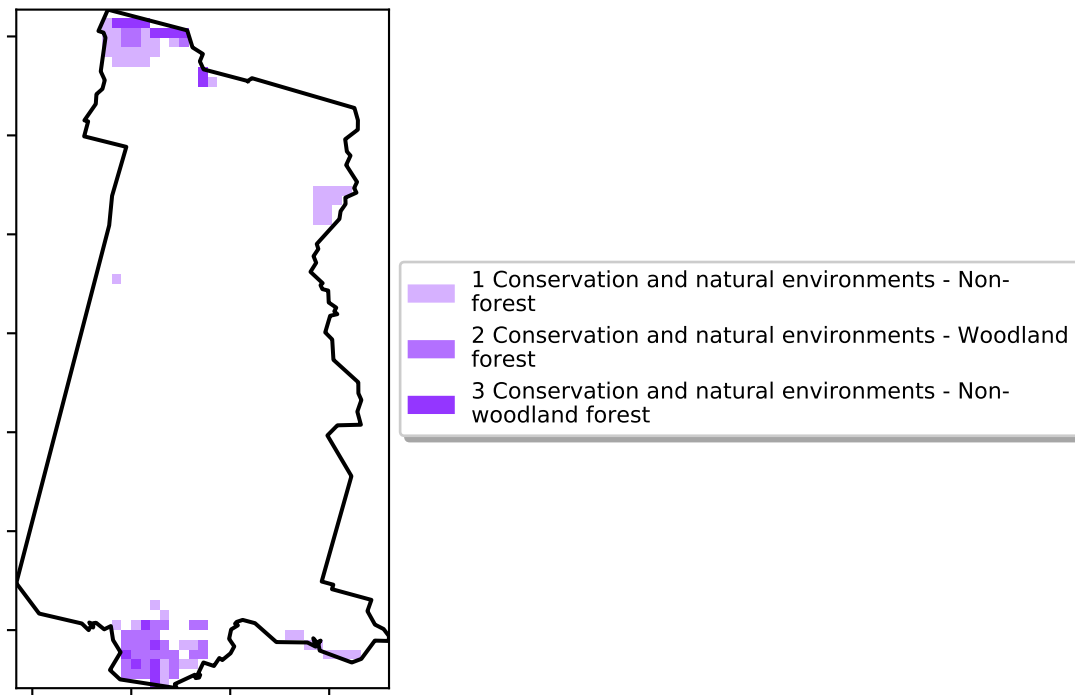 1 Conservation and natural environments - Non-
forest
2 Conservation and natural environments - Woodland
forest
3 Conservation and natural environments - Non-
woodland forest